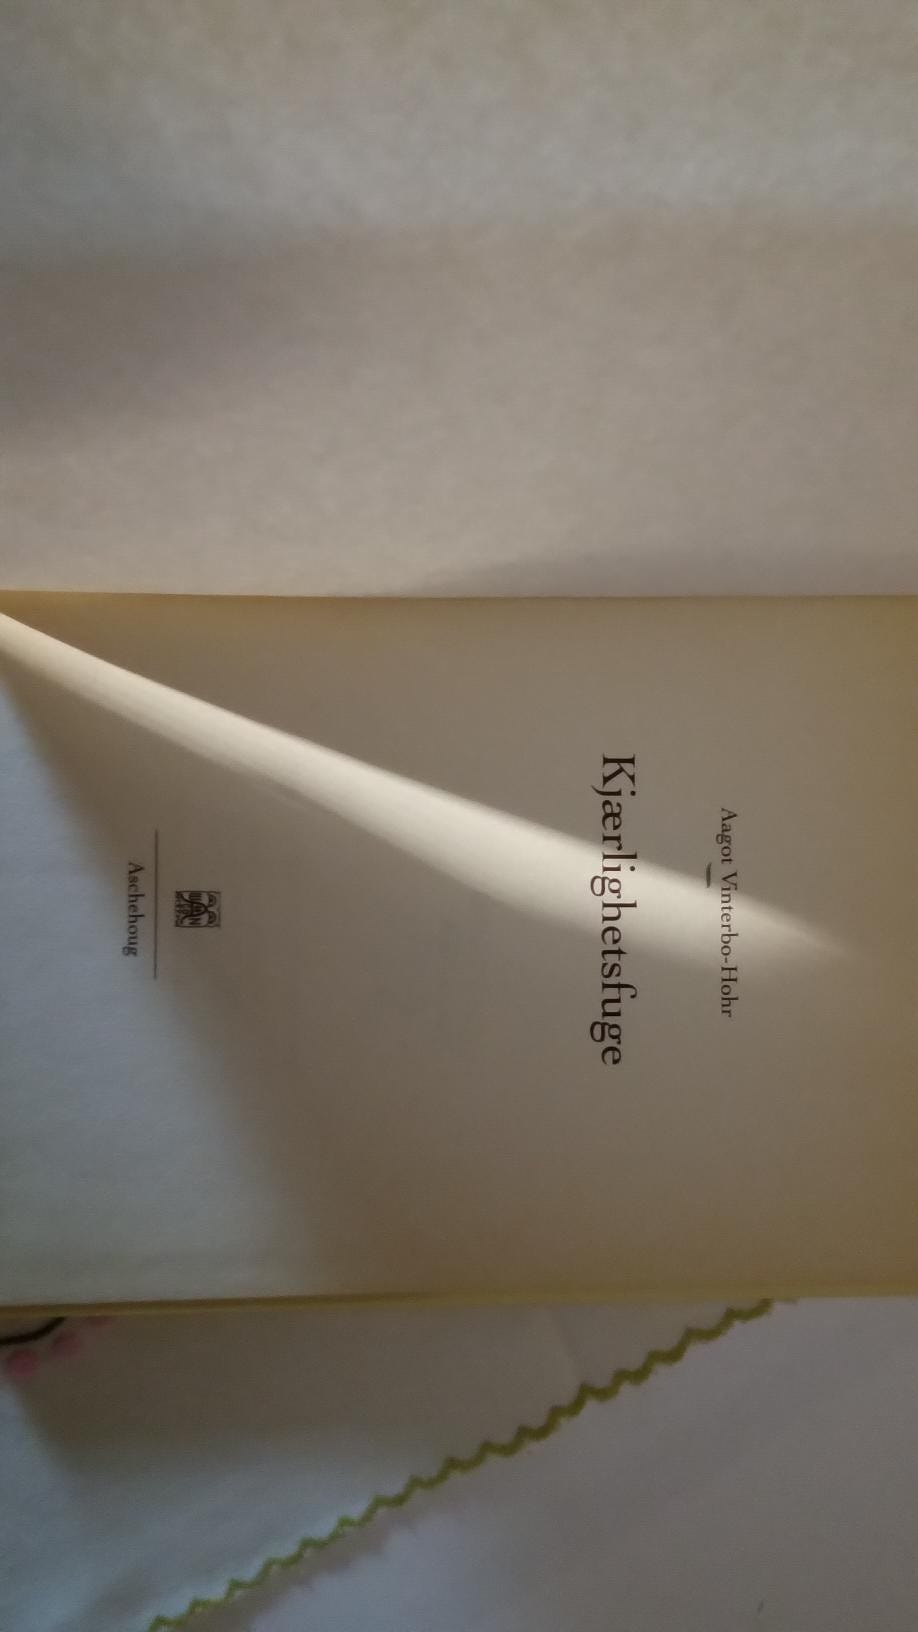 Aagot Vinterbo-Hohr
Kjærlighetsfuge
Aschehoug